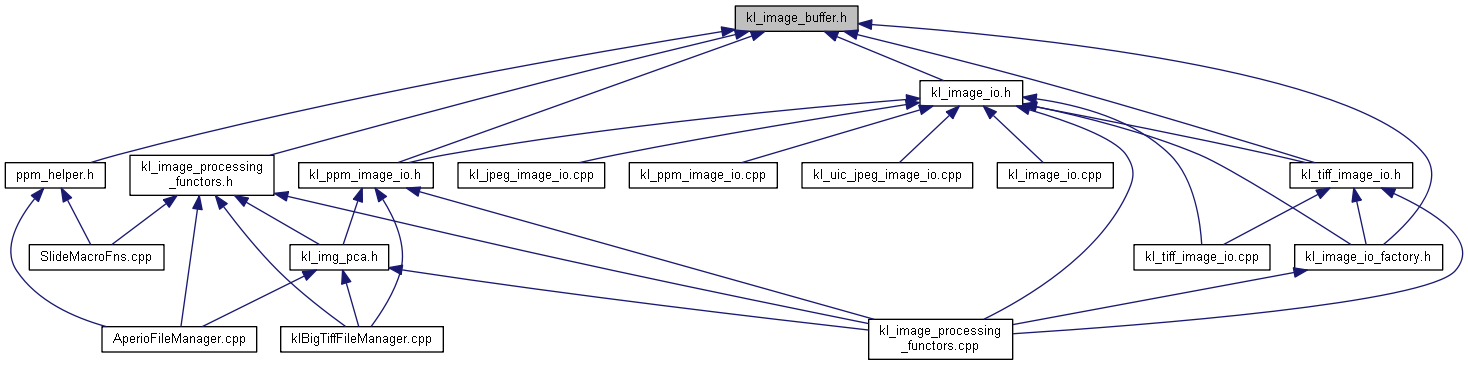 kl_image_buffer.h
kl_image_io.h
ppm_helper.h
kl_image_processing
_functors.h
kl_ppm_image_io.h
kl_jpeg_image_io.cpp
kl_ppm_image_io.cpp
kl_uic_jpeg_image_io.cpp
kl_image_io.cpp
kl_tiff_image_io.h
SlideMacroFns.cpp
kl_img_pca.h
kl_tiff_image_io.cpp
kl_image_io_factory.h
AperioFileManager.cpp
klBigTiffFileManager.cpp
kl_image_processing
_functors.cpp